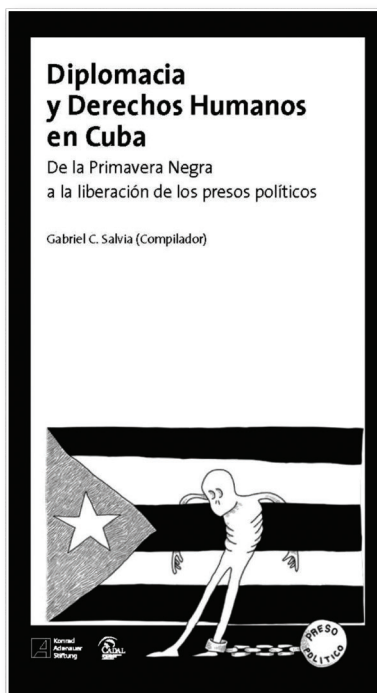 Diplomacia
y Derechos Humanos
en Cuba
De la Primavera Negra
a la liberación de los presos políticos
Gabriel C. Salvia (Compilador)
PRESO
POLÍTICO
Konrad
Adenauer
Stiftung
CADAL